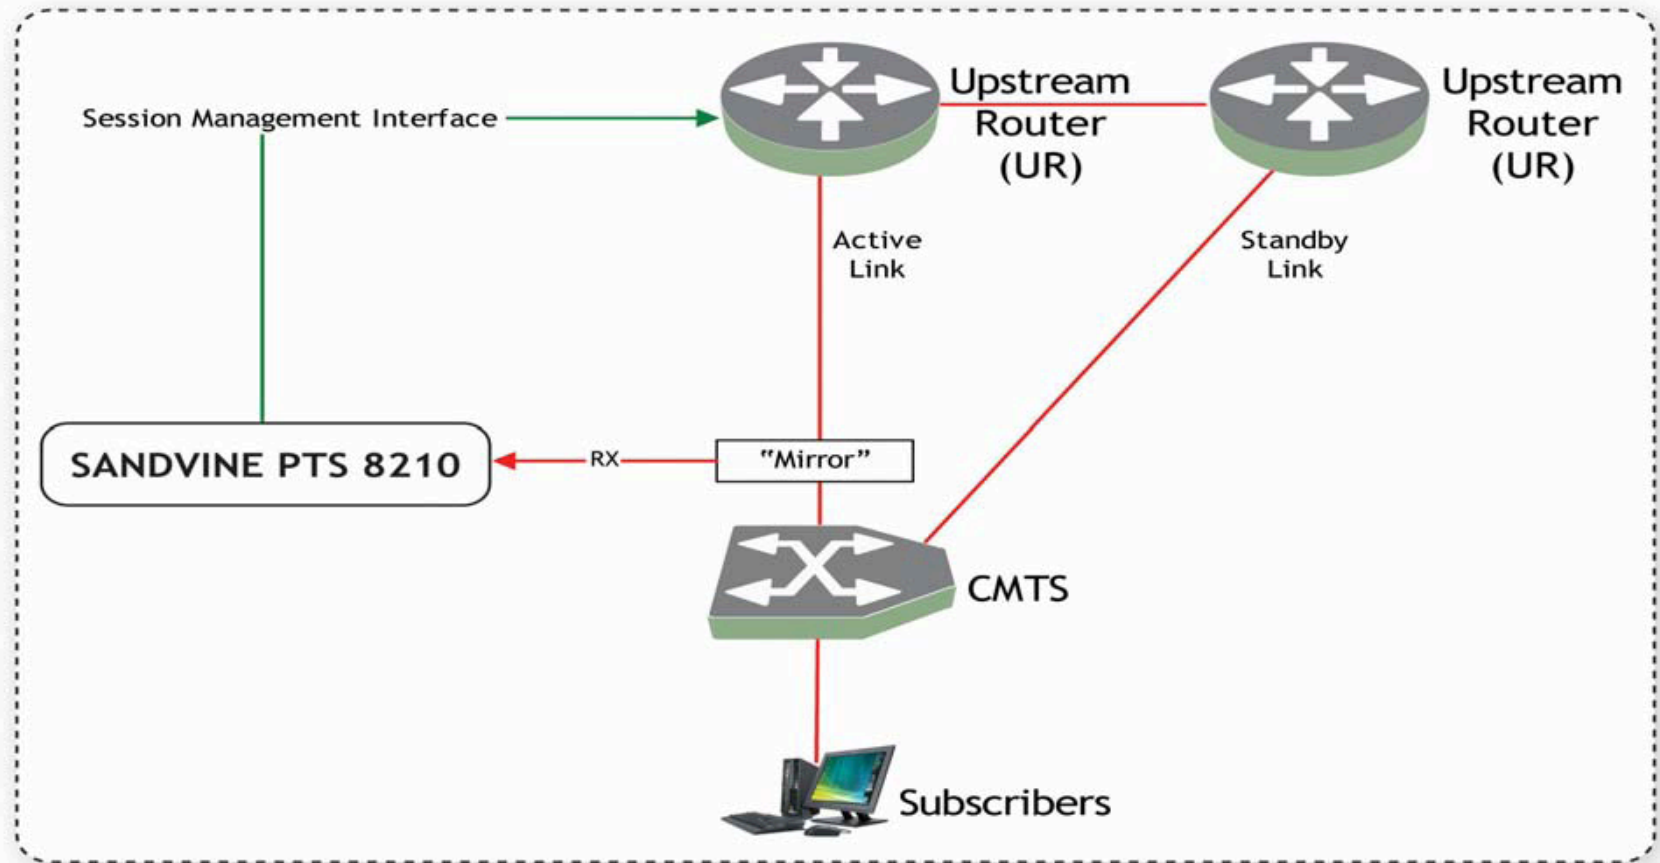 Upstream
Router
(UR)
Upstream
Router
(UR)
Session Management Interface
Active
Link
Standby
Link
SANDVINE PTS 8210
RX
“Mirror”
CMTS
Subscribers